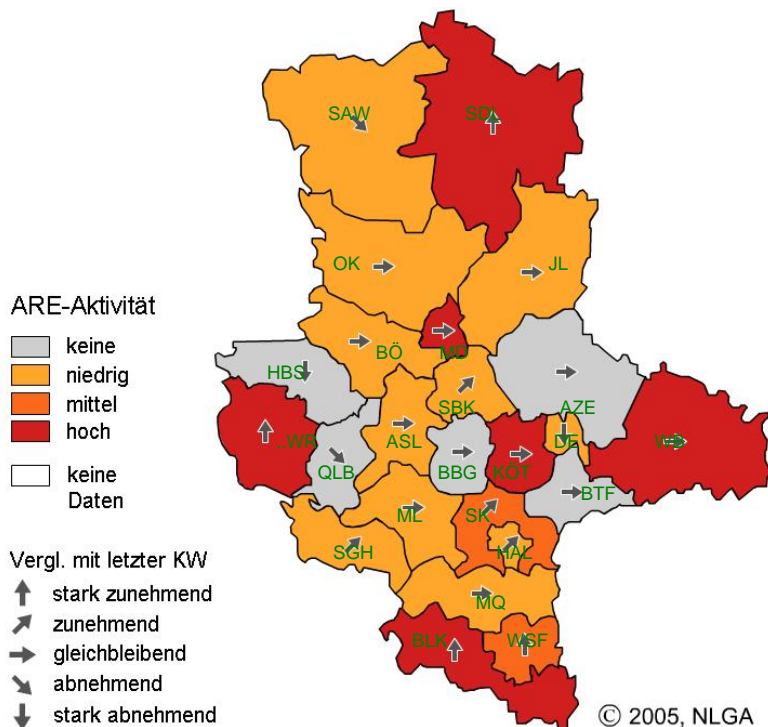 SAW
SDL
OK
JL
ARE-Aktivität
keine
niedrig
mittel
hoch
keine
Daten
BÖ
MD
HBS
SBK
AZE
..WR
QLB
ASL
BBG
KÖT
DE
WB
BTF
ML
SK
SGH
HAL
MQ
BLK
WSF
Vergl. mit letzter KW
stark zunehmend
zunehmend
gleichbleibend
abnehmend
stark abnehmend
© 2005, NLGA